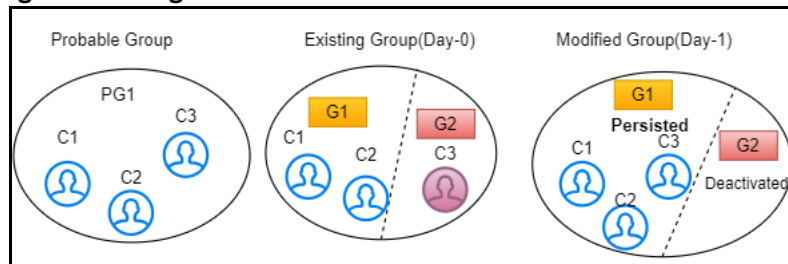 Probable Group
PG1
C1
C2
C3
Existing Group(Day-0)
G1
C1
C2
G2
C3
Modified Group(Day-1)
G1
Persisted
C1
C2
C3
G2
Deactivated